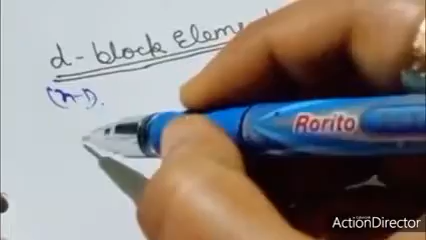 d-block Eleme
(n-1).
Rorito
ActionDirector